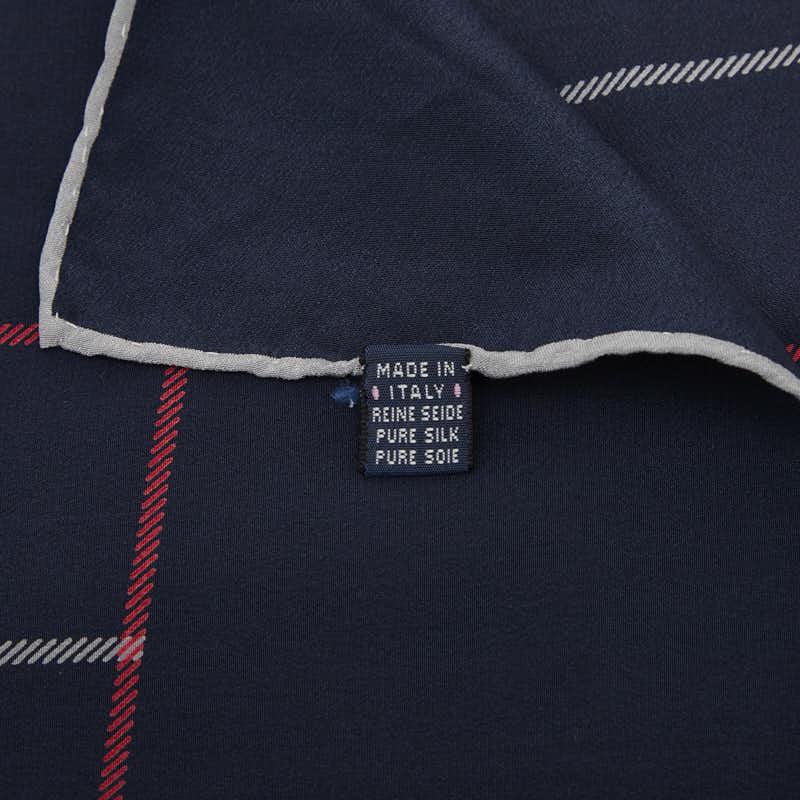 MADE IN
ITALY
REINE SEIDE
PURE SILK
PURE SOIE